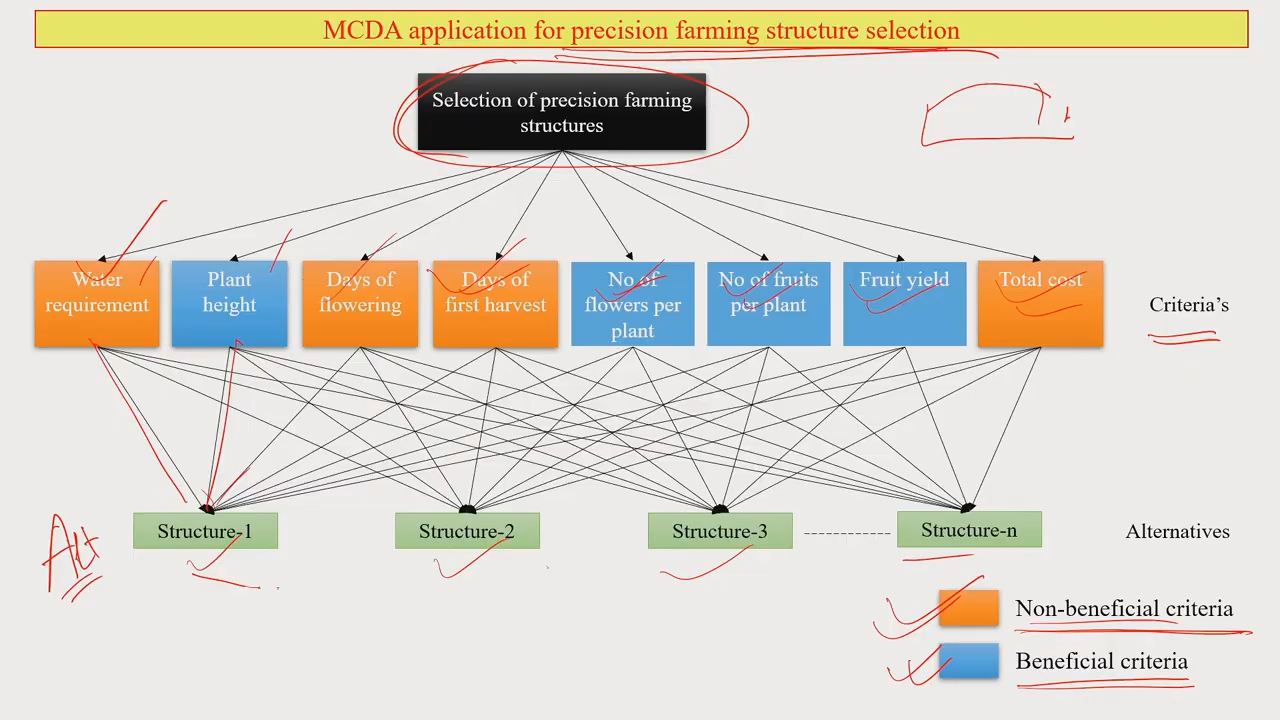 MCDA application for precision farming structure selection
Selection of precision farming
structures
Water
requirement
Plant
height
Days of
flowering
Days of
first harvest
No of
flowers per
plant
No of fruits
per plant
Fruit yield
Total cost
Criteria's
Structure-1
Structure-2
Structure-3
Structure-n
Alternatives
Alt
Non-beneficial criteria
Beneficial criteria